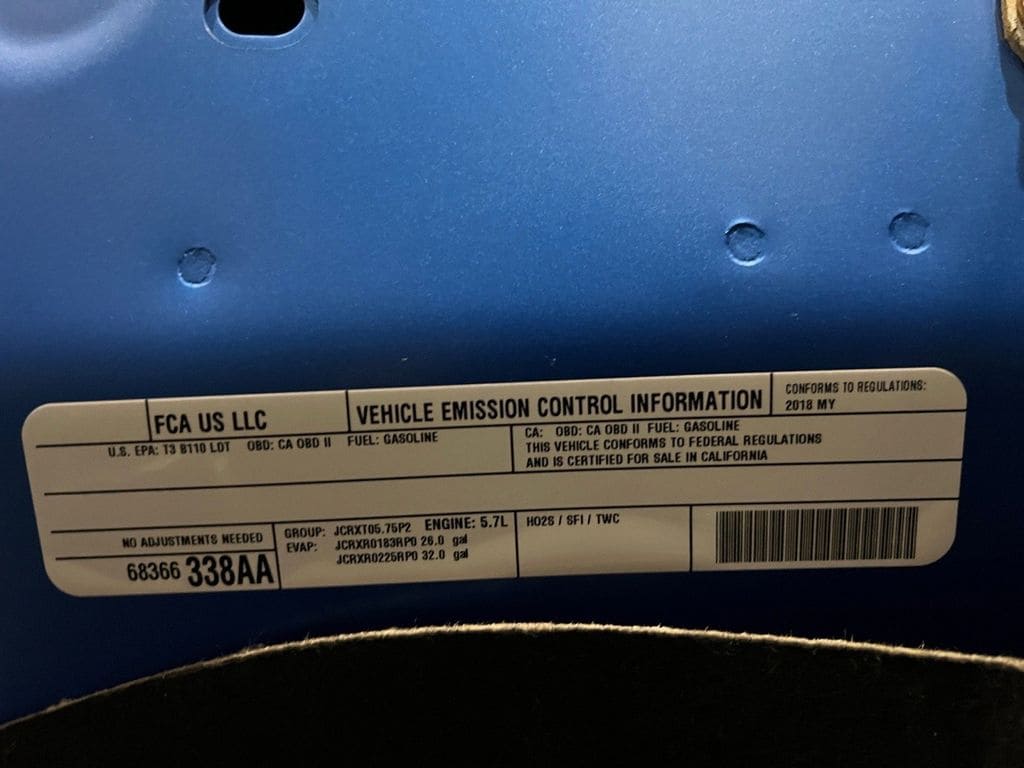 FCA US LLC
VEHICLE EMISSION CONTROL INFORMATION
CONFORMS TO REGULATIONS:
2018 MY
U.S. EPA: T3 B110 LDT OBD: CA OBD II FUEL: GASOLINE
CA: OBD: CA OBD II FUEL: GASOLINE
THIS VEHICLE CONFORMS TO FEDERAL REGULATIONS
AND IS CERTIFIED FOR SALE IN CALIFORNIA
NO ADJUSTMENTS NEEDED
68366 338AA
GROUP: JCRXT05.75P2 ENGINE: 5.7L
EVAP: JCRXR0183RP0 26.0 gal
JCRXR0225RP0 32.0 gal
HO2S / SFI / TWC